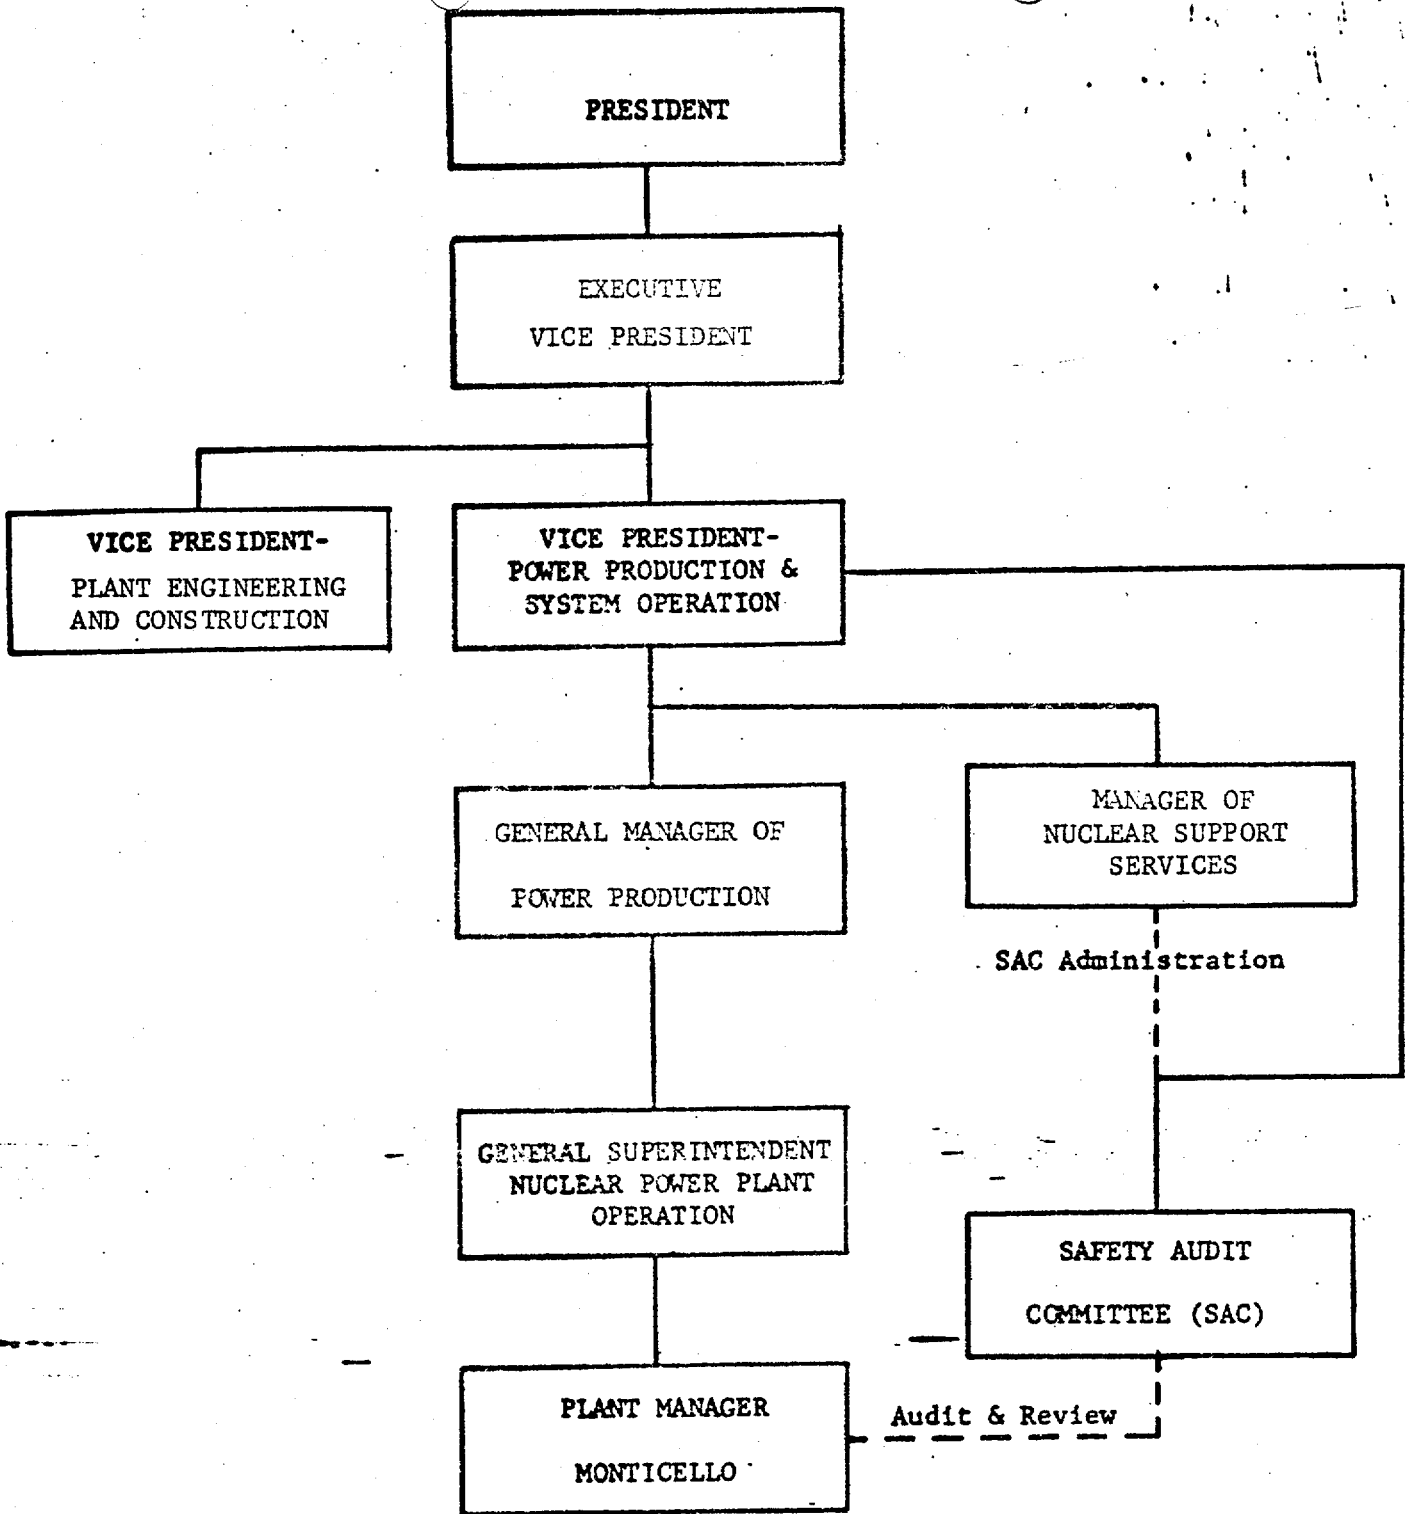 PRESIDENT
EXECUTIVE
VICE PRESIDENT
VICE PRESIDENT-
PLANT ENGINEERING
AND CONSTRUCTION
VICE PRESIDENT-
POWER PRODUCTION &
SYSTEM OPERATION
GENERAL MANAGER OF
POWER PRODUCTION
MANAGER OF
NUCLEAR SUPPORT
SERVICES
SAC Administration
GENERAL SUPERINTENDENT
NUCLEAR POWER PLANT
OPERATION
SAFETY AUDIT
COMMITTEE (SAC)
PLANT MANAGER
MONTICELLO
Audit & Review